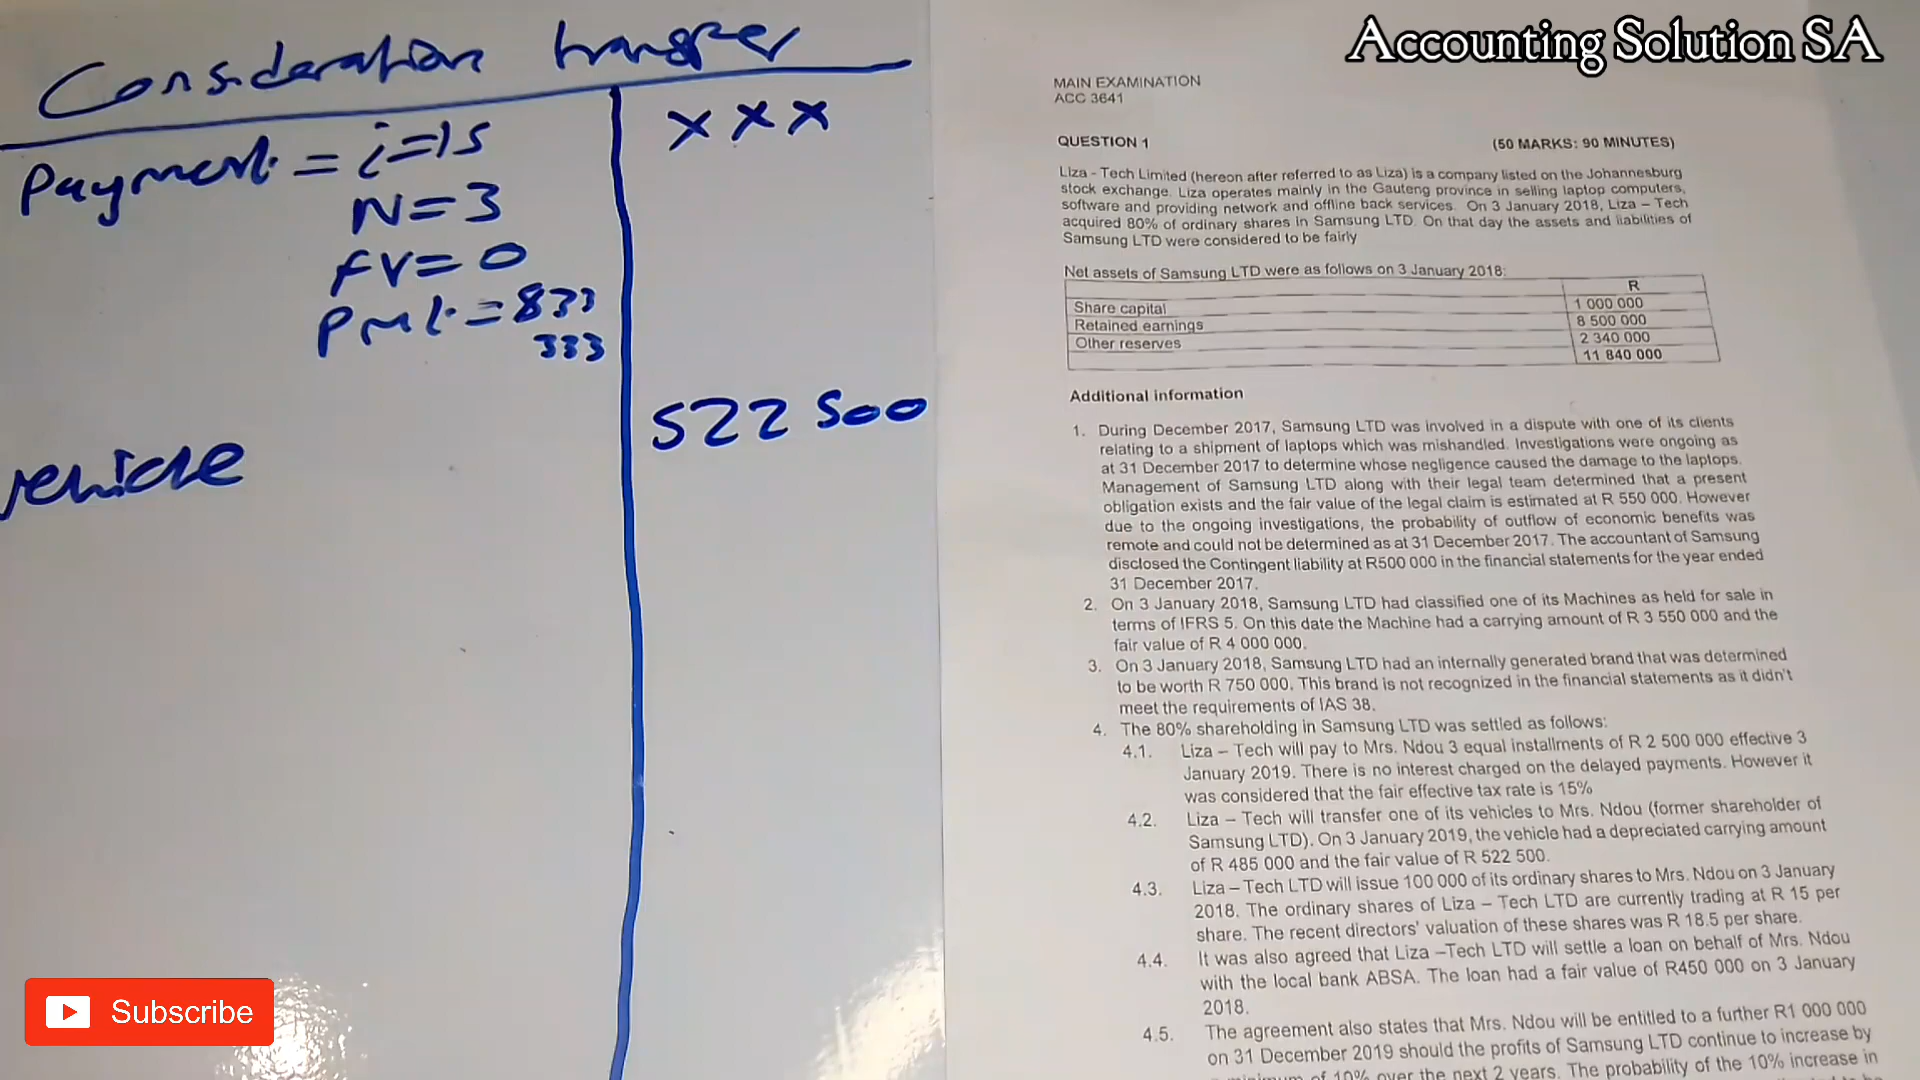 Consideration transfer
Payment = i=15
N=3
FV=0
Pmt.=833
333
x x x
522 500
vehicle
Subscribe
Accounting Solution SA
MAIN EXAMINATION
ACC 3641
QUESTION 1 (50 MARKS: 90 MINUTES)
Liza - Tech Limited (hereon after referred to as Liza) is a company listed on the Johannesburg
stock exchange. Liza operates mainly in the Gauteng province in selling laptop computers,
software and providing network and offline back services. On 3 January 2018, Liza – Tech
acquired 80% of ordinary shares in Samsung LTD. On that day the assets and liabilities of
Samsung LTD were considered to be fairly
Net assets of Samsung LTD were as follows on 3 January 2018:
R
Share capital 1 000 000
Retained earnings 8 500 000
Other reserves 2 340 000
11 840 000
Additional information
1. During December 2017, Samsung LTD was involved in a dispute with one of its clients
relating to a shipment of laptops which was mishandled. Investigations were ongoing as
at 31 December 2017 to determine whose negligence caused the damage to the laptops.
Management of Samsung LTD along with their legal team determined that a present
obligation exists and the fair value of the legal claim is estimated at R 550 000. However
due to the ongoing investigations, the probability of outflow of economic benefits was
remote and could not be determined as at 31 December 2017. The accountant of Samsung
disclosed the Contingent liability at R500 000 in the financial statements for the year ended
31 December 2017.
2. On 3 January 2018, Samsung LTD had classified one of its Machines as held for sale in
terms of IFRS 5. On this date the Machine had a carrying amount of R 3 550 000 and the
fair value of R 4 000 000.
3. On 3 January 2018, Samsung LTD had an internally generated brand that was determined
to be worth R 750 000. This brand is not recognized in the financial statements as it didn't
meet the requirements of IAS 38.
4. The 80% shareholding in Samsung LTD was settled as follows:
4.1. Liza – Tech will pay to Mrs. Ndou 3 equal installments of R 2 500 000 effective 3
January 2019. There is no interest charged on the delayed payments. However it
was considered that the fair effective tax rate is 15%
4.2. Liza – Tech will transfer one of its vehicles to Mrs. Ndou (former shareholder of
Samsung LTD). On 3 January 2019, the vehicle had a depreciated carrying amount
of R 485 000 and the fair value of R 522 500.
4.3. Liza – Tech LTD will issue 100 000 of its ordinary shares to Mrs. Ndou on 3 January
2018. The ordinary shares of Liza – Tech LTD are currently trading at R 15 per
share. The recent directors' valuation of these shares was R 18.5 per share.
4.4. It was also agreed that Liza –Tech LTD will settle a loan on behalf of Mrs. Ndou
with the local bank ABSA. The loan had a fair value of R450 000 on 3 January
2018.
4.5. The agreement also states that Mrs. Ndou will be entitled to a further R1 000 000
on 31 December 2019 should the profits of Samsung LTD continue to increase by
minimum of 10% over the next 2 years. The probability of the 10% increase in